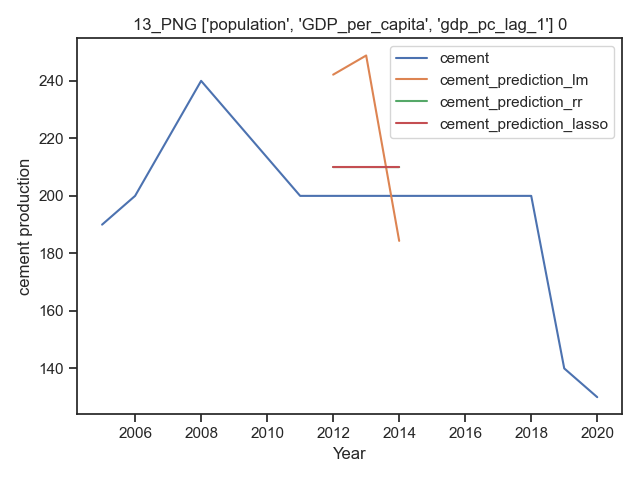 13_PNG ['population', 'GDP_per_capita', 'gdp_pc_lag_1'] 0
cement
cement_prediction_lm
cement_prediction_rr
cement_prediction_lasso
cement production
240
220
200
180
160
140
2006 2008 2010 2012 2014 2016 2018 2020
Year